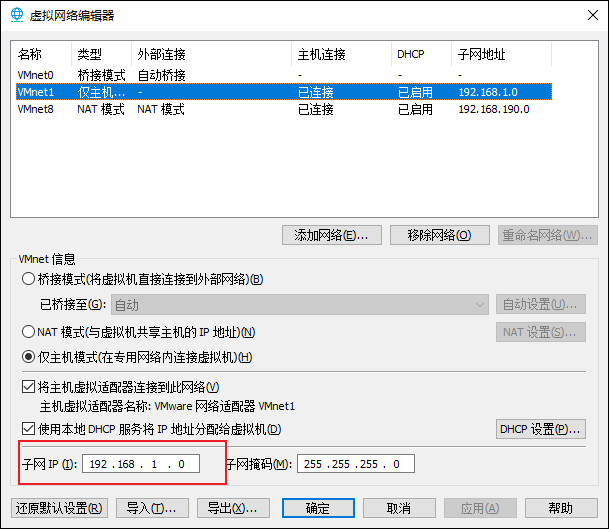 虚拟网络编辑器
名称 类型 外部连接 主机连接 DHCP 子网地址
VMnet0 桥接模式 自动桥接 - - -
VMnet1 仅主机... - 已连接 已启用 192.168.1.0
VMnet8 NAT 模式 NAT 模式 已连接 已启用 192.168.190.0
添加网络(E)... 移除网络(O) 重命名网络(W)...
VMnet 信息
桥接模式(将虚拟机直接连接到外部网络)(B)
已桥接至(G): 自动 自动设置(U)...
NAT 模式(与虚拟机共享主机的 IP 地址)(N) NAT 设置(S)...
仅主机模式(在专用网络内连接虚拟机)(H)
将主机虚拟适配器连接到此网络(V)
主机虚拟适配器名称: VMware 网络适配器 VMnet1
使用本地 DHCP 服务将 IP 地址分配给虚拟机(D) DHCP 设置(P)...
子网 IP (I): 192 . 168 . 1 . 0 子网掩码(M): 255 . 255 . 255 . 0
还原默认设置(R) 导入(T)... 导出(X)... 确定 取消 应用(A) 帮助